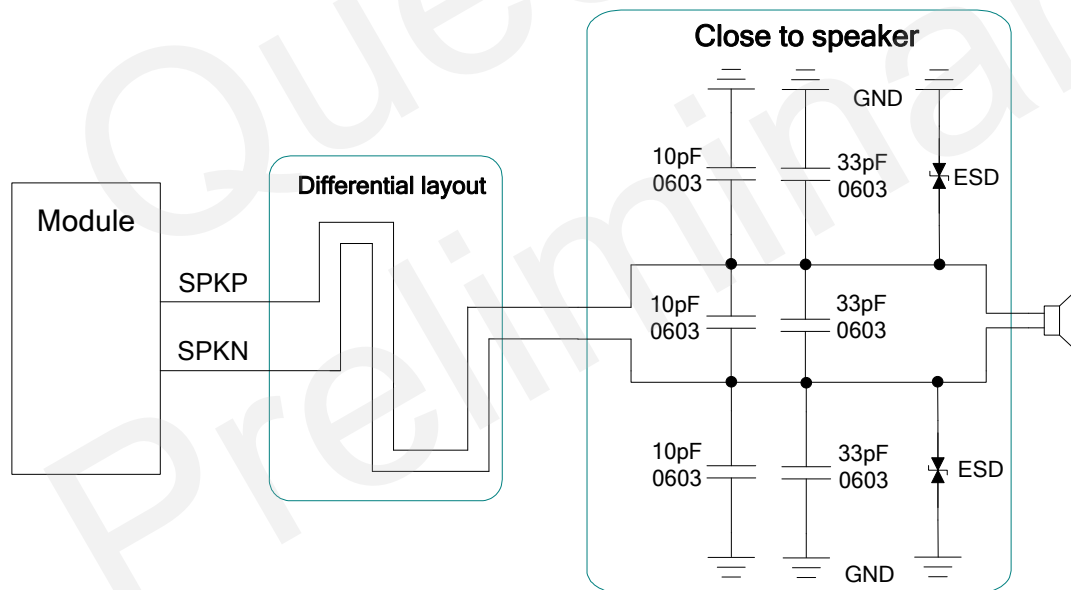 Close to speaker
GND
10pF
0603
33pF
0603
ESD
Differential layout
Module
SPKP
SPKN
10pF
0603
33pF
0603
10pF
0603
33pF
0603
ESD
GND